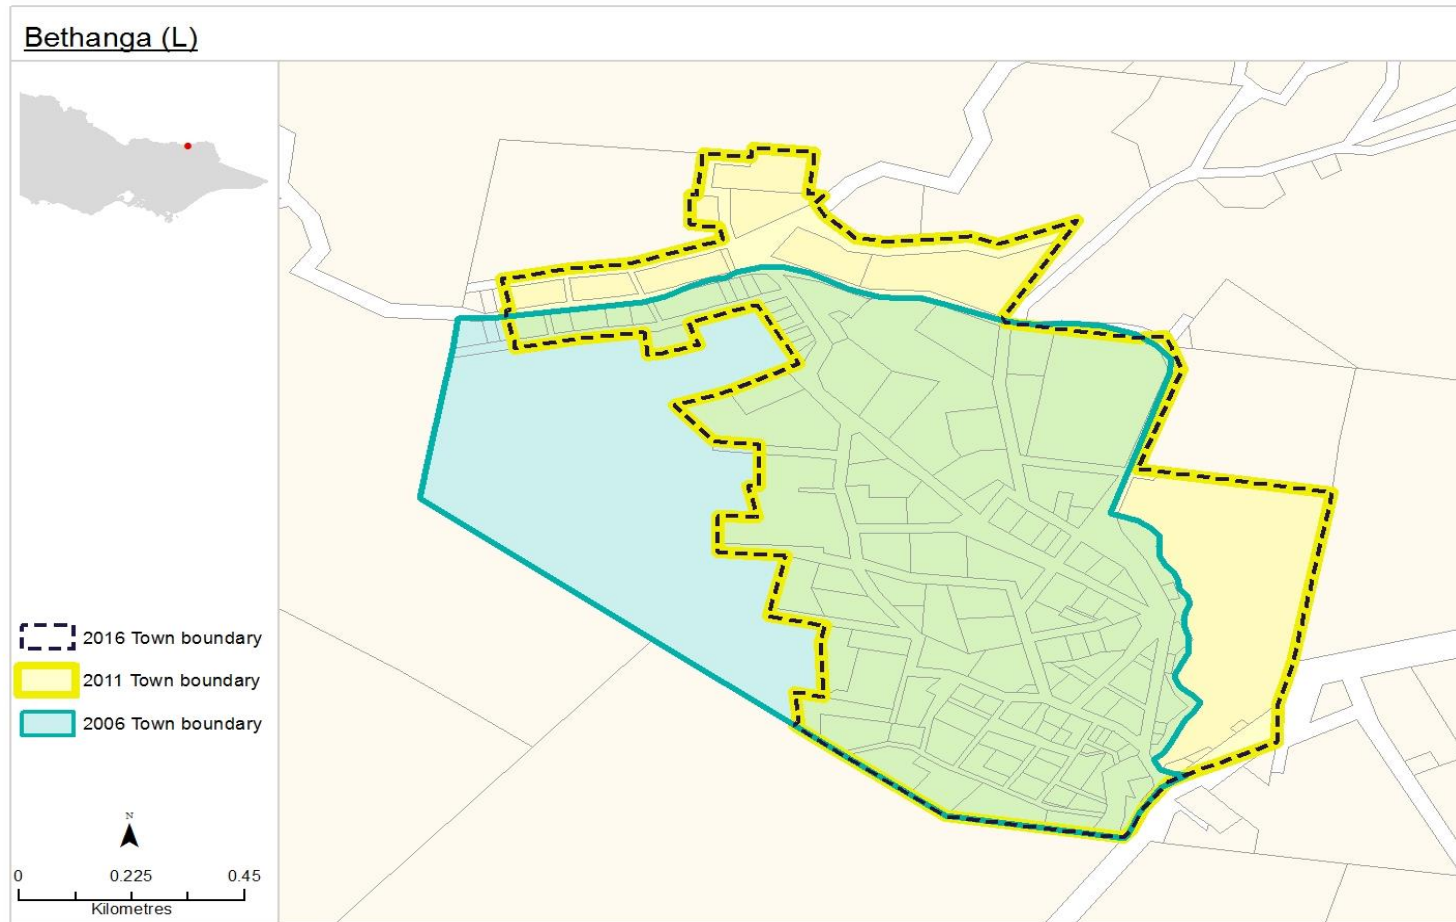 Bethanga (L)
2016 Town boundary
2011 Town boundary
2006 Town boundary
N
0 0.225 0.45
Kilometres